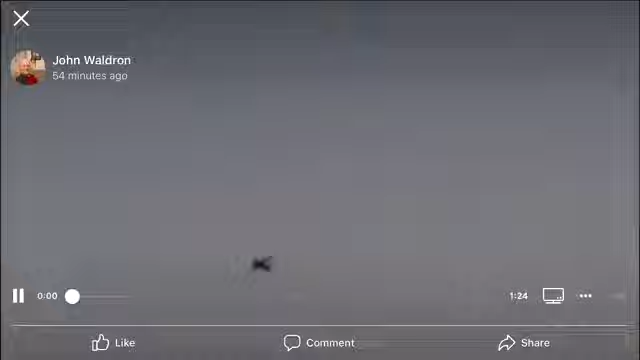 John Waldron
54 minutes ago
0:00
1:24
Like
Comment
Share